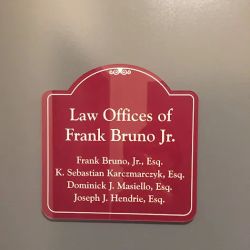 Law Offices of
Frank Bruno Jr.
Frank Bruno, Jr., Esq.
K. Sebastian Karczmarczyk, Esq.
Dominick J. Masiello, Esq.
Joseph J. Hendrie, Esq.